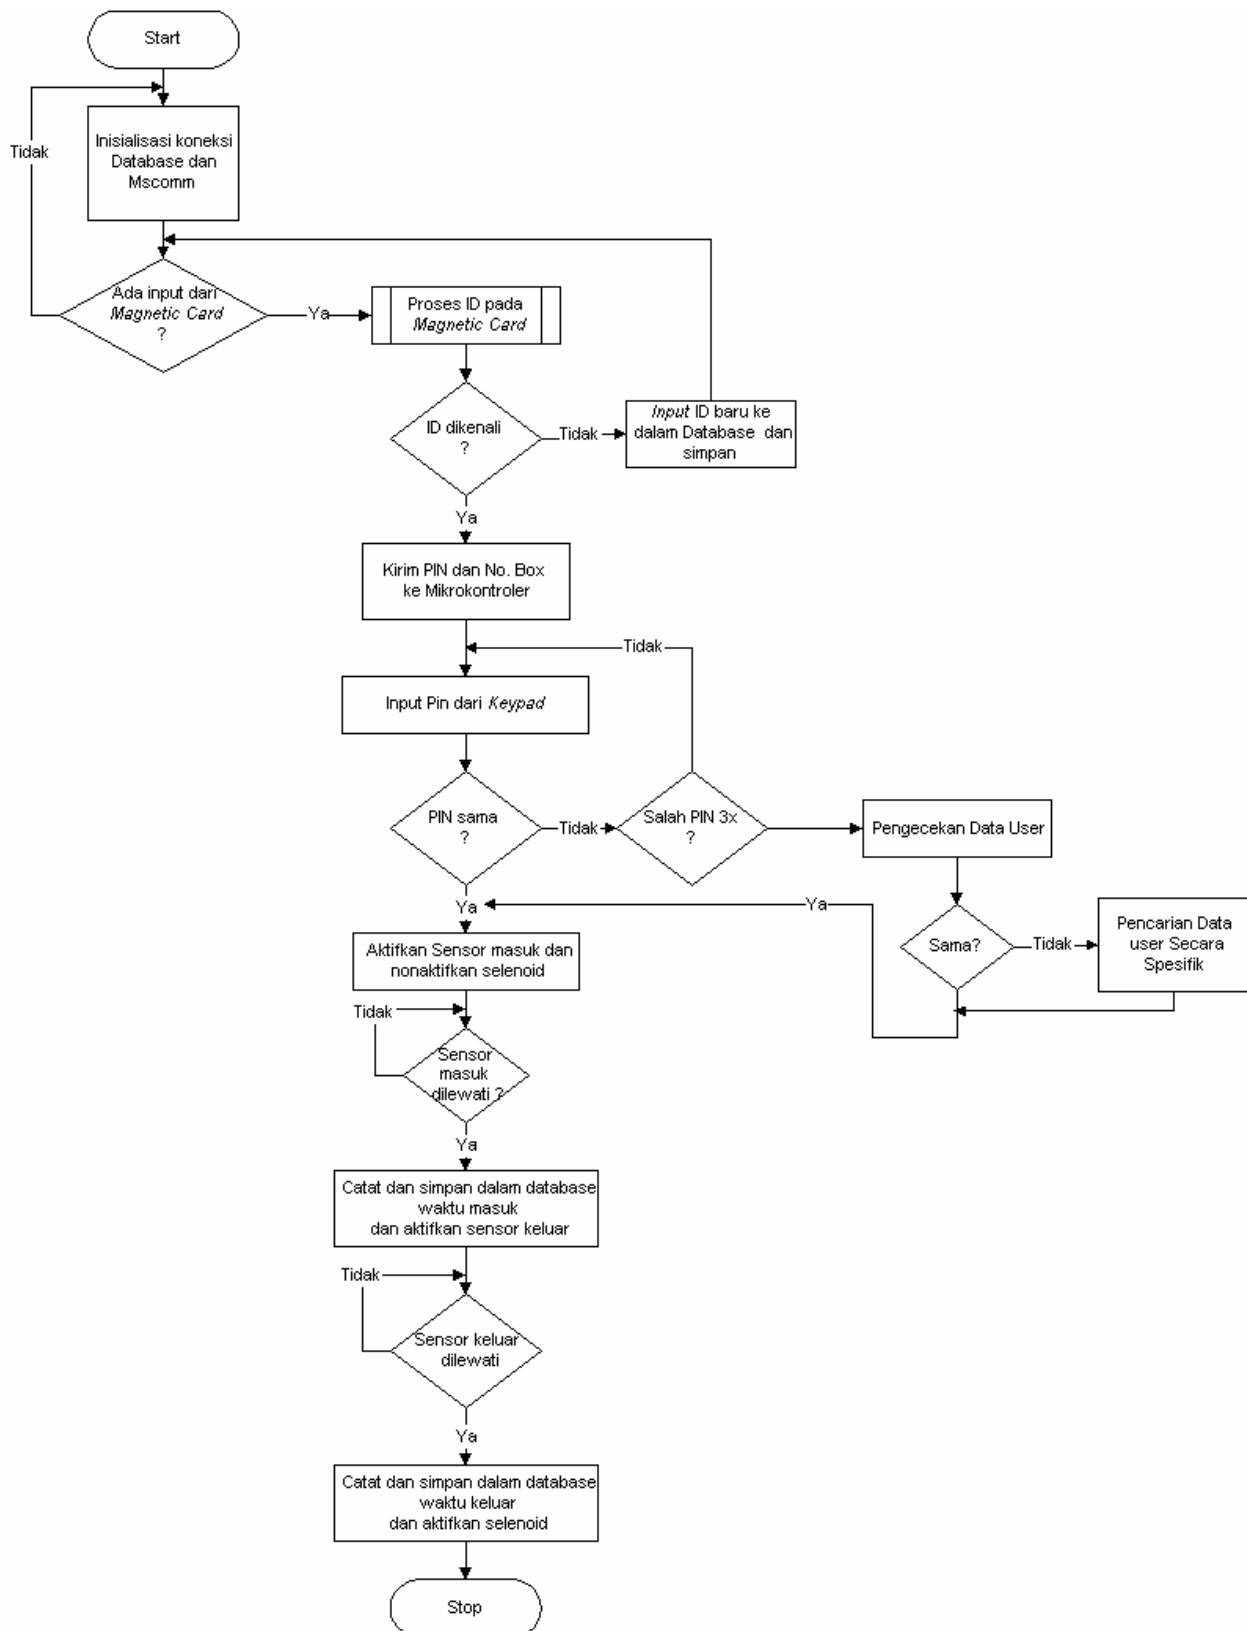 Start
Tidak
Inisialisasi koneksi
Database dan
Mscomm
Ada input dari
Magnetic Card
?
Ya
Proses ID pada
Magnetic Card
ID dikenali
?
Tidak
Input ID baru ke
dalam Database dan
simpan
Ya
Kirim PIN dan No. Box
ke Mikrokontroler
Tidak
Input Pin dari Keypad
PIN sama
?
Tidak
Salah PIN 3x
?
Pengecekan Data User
Ya
Ya
Sama?
Tidak
Pencarian Data
user Secara
Spesifik
Aktifkan Sensor masuk dan
nonaktifkan selenoid
Tidak
Sensor
masuk
dilewati ?
Ya
Catat dan simpan dalam database
waktu masuk
dan aktifkan sensor keluar
Tidak
Sensor keluar
dilewati
Ya
Catat dan simpan dalam database
waktu keluar
dan aktifkan selenoid
Stop